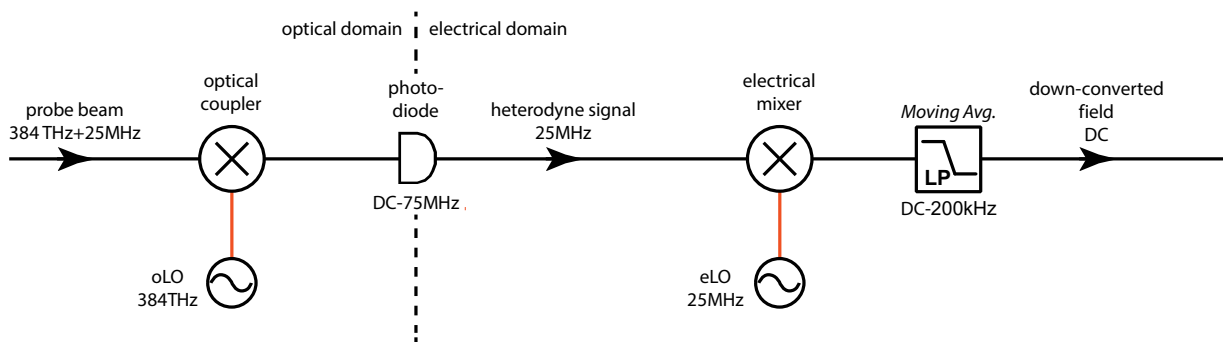 optical domain
electrical domain
optical
coupler
photo-
diode
electrical
mixer
down-converted
field
DC
probe beam
384 THz+25MHz
heterodyne signal
25MHz
Moving Avg.
LP
DC-75MHz
DC-200kHz
oLO
384THz
eLO
25MHz